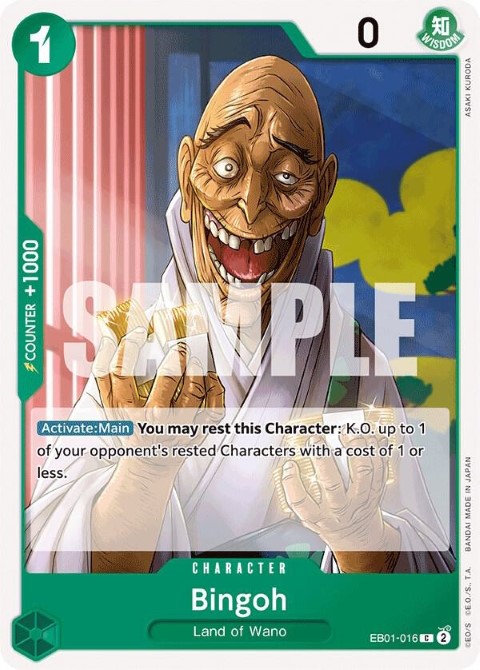 1
0
知
WISDOM
ASAKI KURODA
COUNTER +1000
SAMPLE
Activate:Main You may rest this Character: K.O. up to 1
of your opponent's rested Characters with a cost of 1 or
less.
©E.O/S ©E.O./S., T.A. BANDAI MADE IN JAPAN
CHARACTER
Bingoh
Land of Wano
EB01-016 C 2